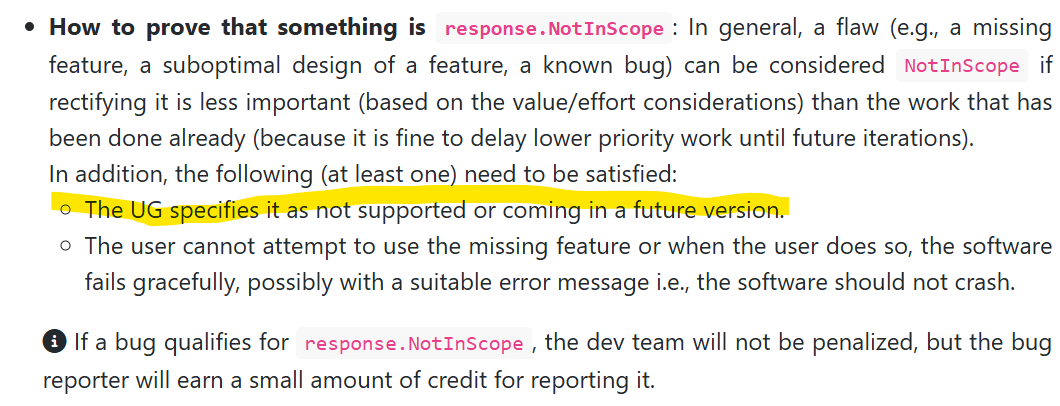 How to prove that something is response.NotInScope: In general, a flaw (e.g., a missing
feature, a suboptimal design of a feature, a known bug) can be considered NotInScope if
rectifying it is less important (based on the value/effort considerations) than the work that has
been done already (because it is fine to delay lower priority work until future iterations).
In addition, the following (at least one) need to be satisfied:
The UG specifies it as not supported or coming in a future version.
The user cannot attempt to use the missing feature or when the user does so, the software
fails gracefully, possibly with a suitable error message i.e., the software should not crash.
If a bug qualifies for response.NotInScope, the dev team will not be penalized, but the bug
reporter will earn a small amount of credit for reporting it.